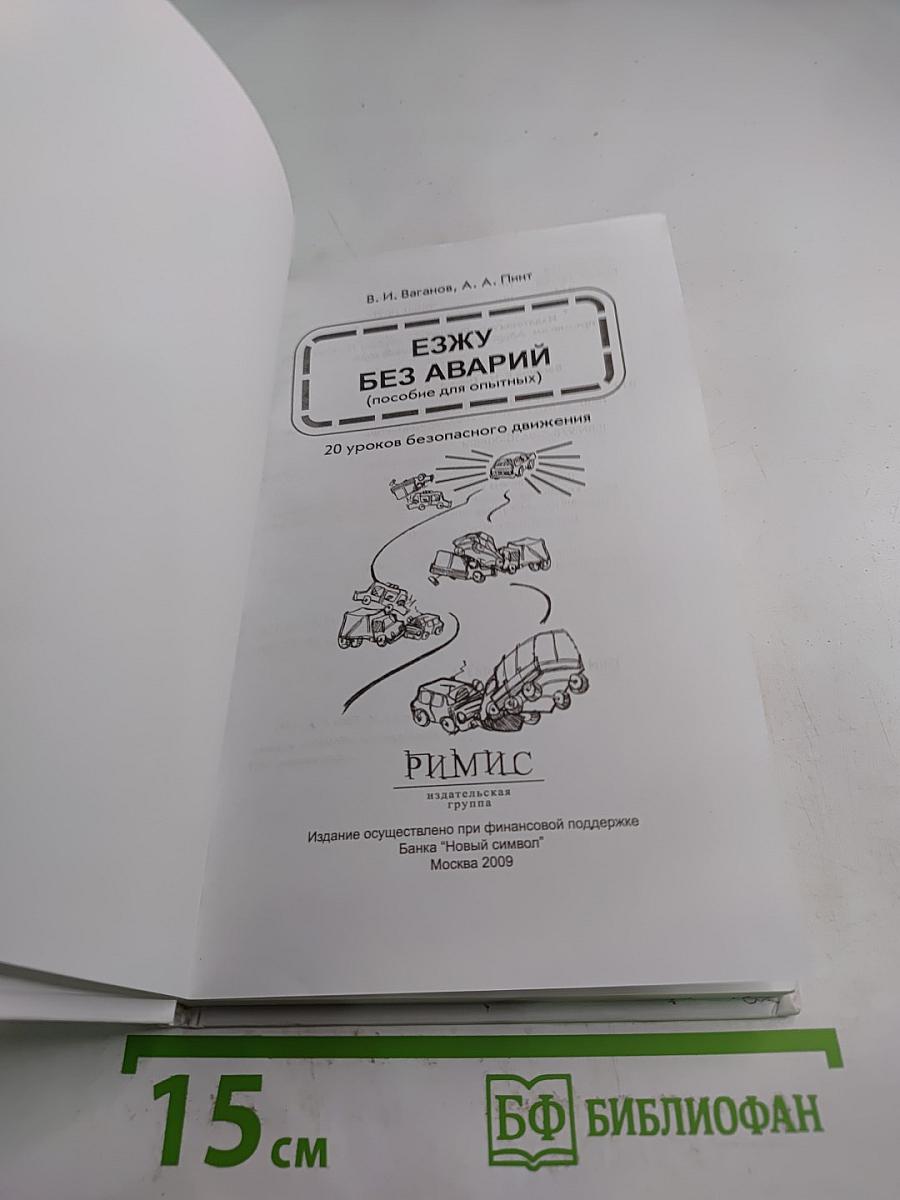 В. И. Ваганов, А. А. Пинт
ЕЗЖУ
БЕЗ АВАРИЙ
(пособие для опытных)
20 уроков безопасного движения
РИМИС
издательская
группа
Издание осуществлено при финансовой поддержке
Банка "Новый символ"
Москва 2009
15 см
БФ БИБЛИОФАН